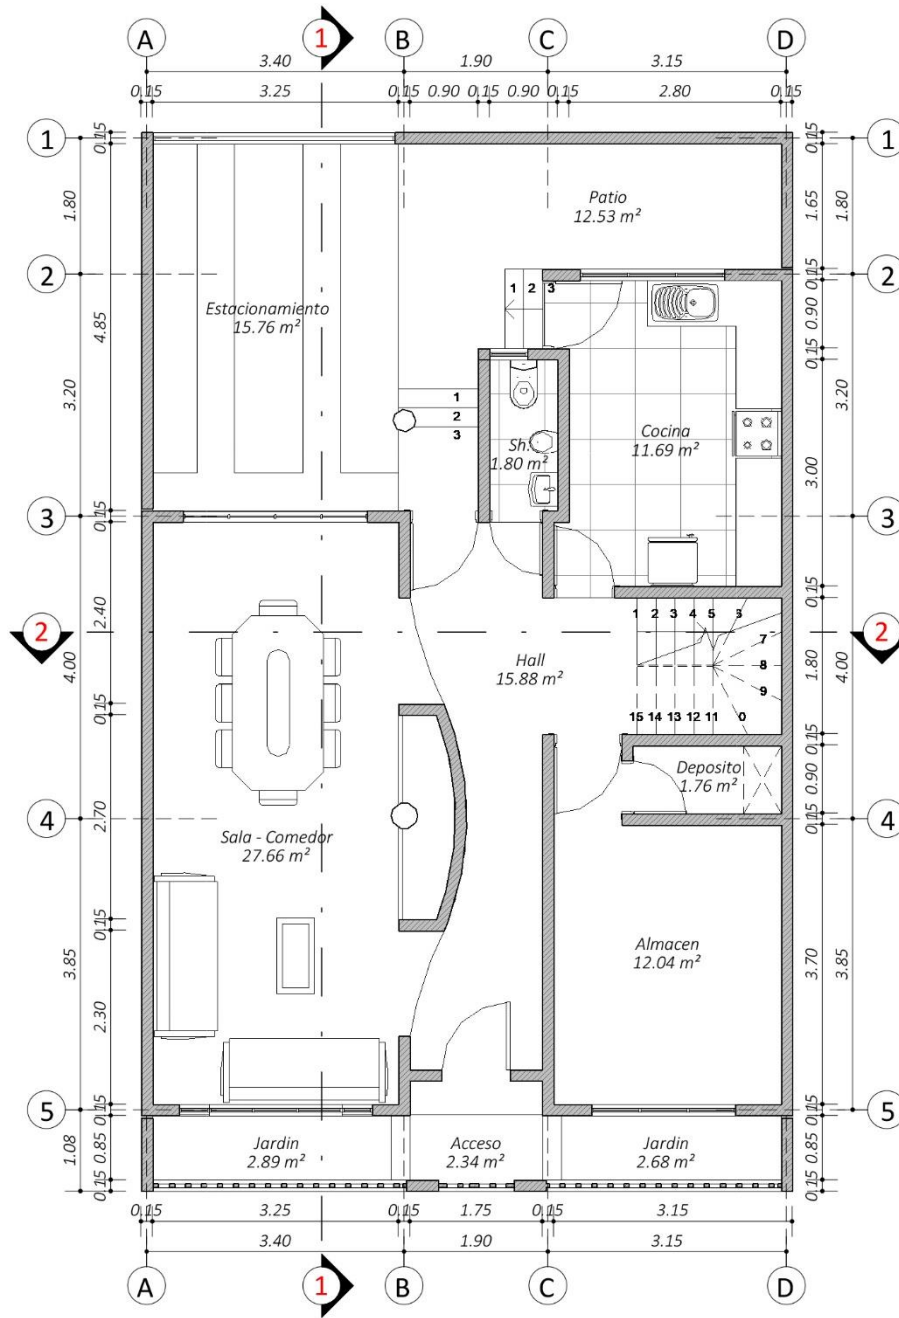 A 1 B C D
3.40 1.90 3.15
0.15 3.25 0.15 0.90 0.15 0.90 0.15 2.80 0.15
1 0.15 0.15 1
1.80 1.65 1.80
Patio
12.53 m²
2 0.15 2
1 2 3
0.90
Estacionamiento
15.76 m²
4.85
0.15
3.20 3.20
1
2
3
Cocina
11.69 m²
Sh.
1.80 m²
3.00
3 0.15 3
0.15
2.40
1 2 3 4 5 6
7
8
9
2 2
4.00 1.80 4.00
Hall
15.88 m²
0.15
15 14 13 12 11 0
0.15
Deposito
1.76 m²
0.90
4 2.70 0.15 4
Sala - Comedor
27.66 m²
0.15
Almacen
12.04 m²
3.85 3.70 3.85
2.30
5 0.15 0.15 5
Jardin
2.89 m²
Acceso
2.34 m²
Jardin
2.68 m²
1.08 0.85 0.85
0.15 0.15
0.15 3.25 0.15 1.75 0.15 3.15
3.40 1.90 3.15
A 1 B C D